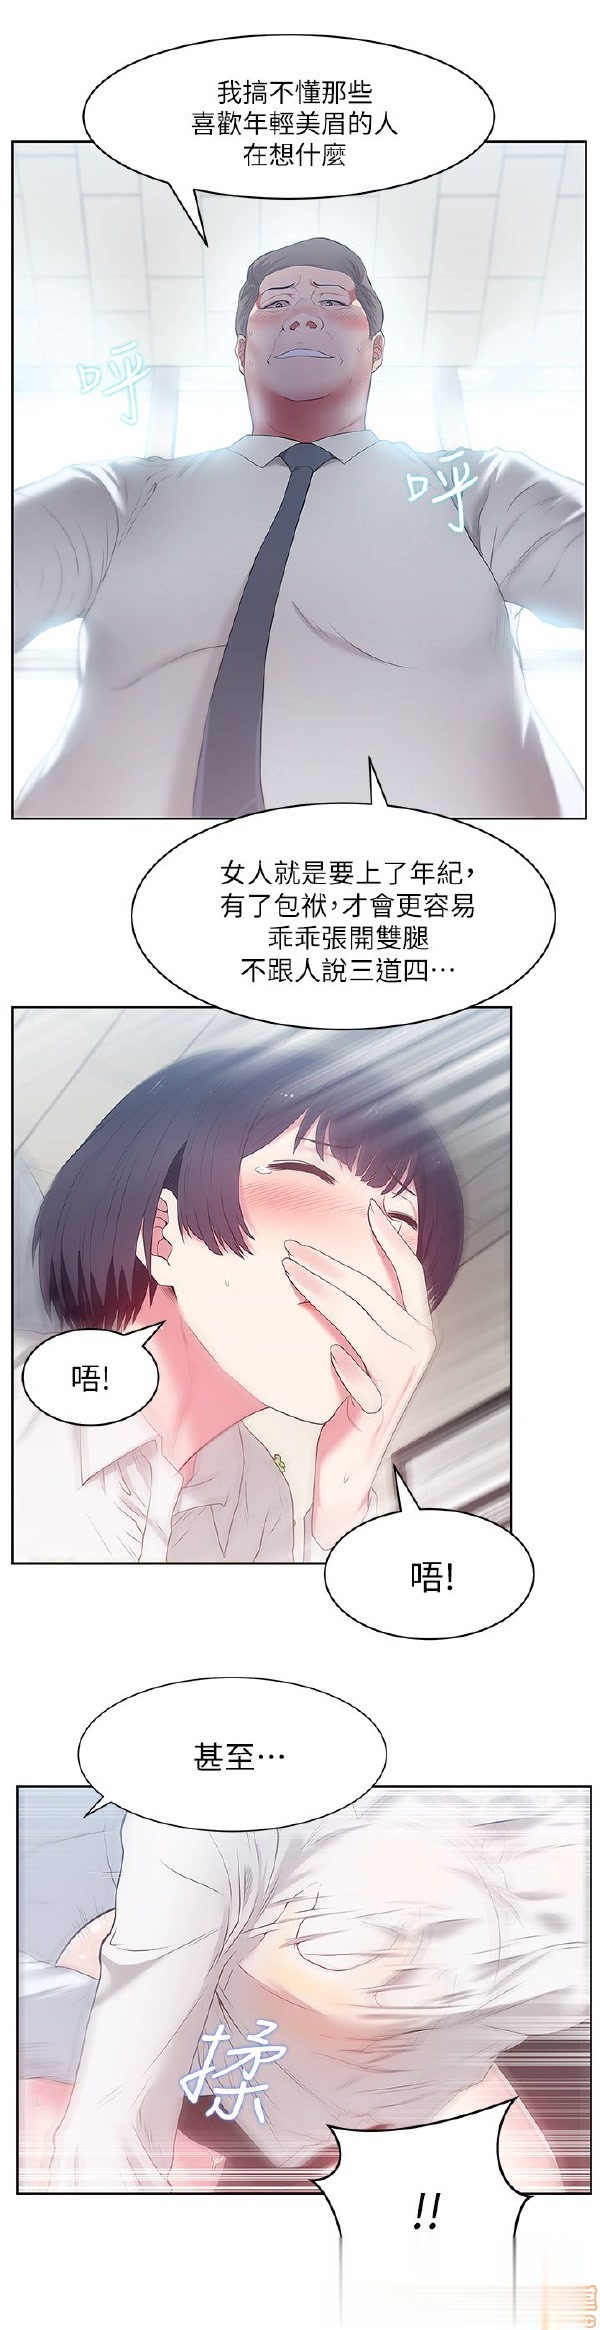 我搞不懂那些
喜歡年輕美眉的人
在想什麼
呼
呼
女人就是要上了年紀，
有了包袱，才會更容易
乖乖張開雙腿
不跟人說三道四…
唔!
唔!
甚至…
揉
!!